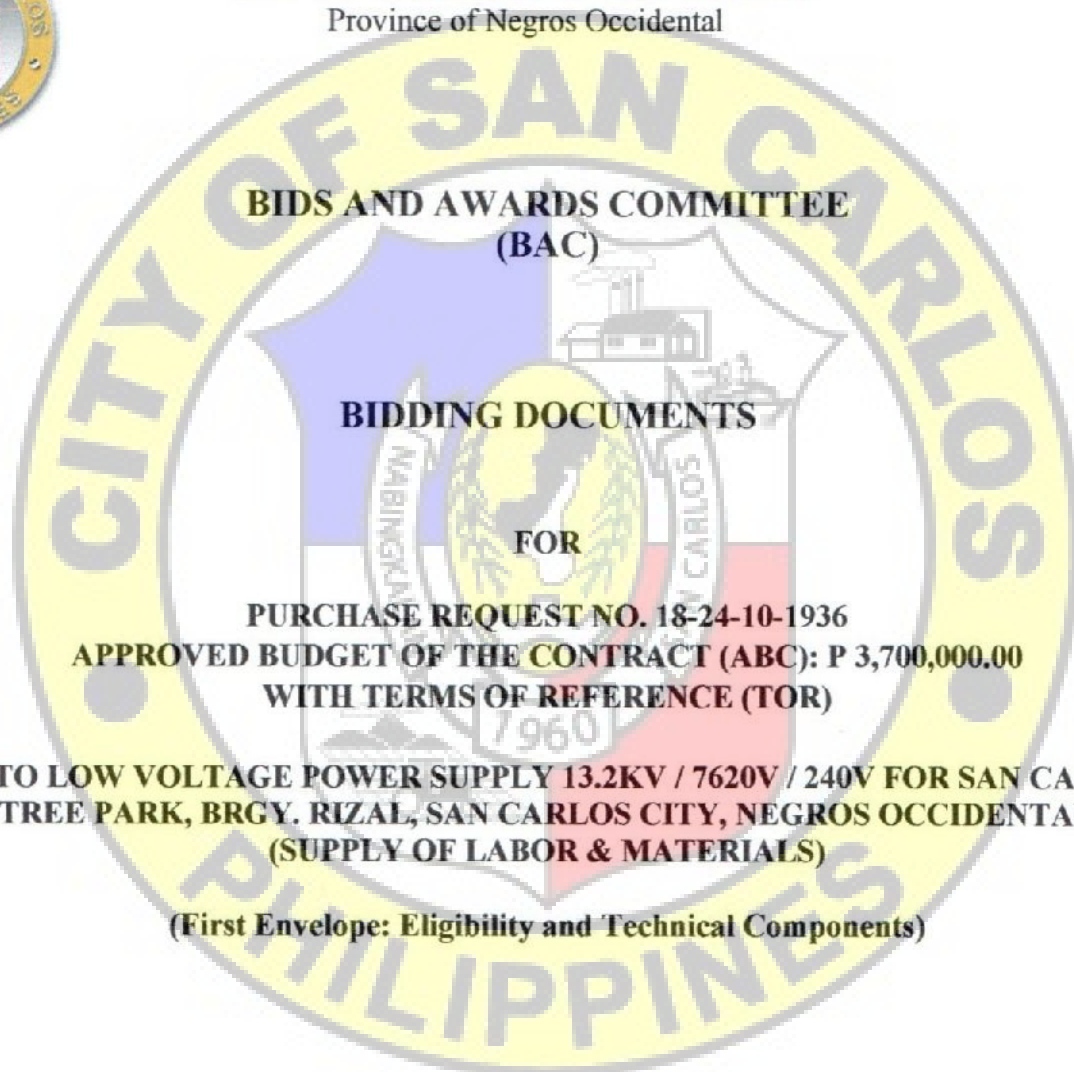 Province of Negros Occidental
CITY OF SAN CARLOS
BIDS AND AWARDS COMMITTEE
(BAC)
BIDDING DOCUMENTS
SAN CARLOS
FOR
PURCHASE REQUEST NO. 18-24-10-1936
APPROVED BUDGET OF THE CONTRACT (ABC): P 3,700,000.00
WITH TERMS OF REFERENCE (TOR)
1960
TO LOW VOLTAGE POWER SUPPLY 13.2KV / 7620V / 240V FOR SAN CA
TREE PARK, BRGY. RIZAL, SAN CARLOS CITY, NEGROS OCCIDENTA
(SUPPLY OF LABOR & MATERIALS)
(First Envelope: Eligibility and Technical Components)
PHILIPPINES